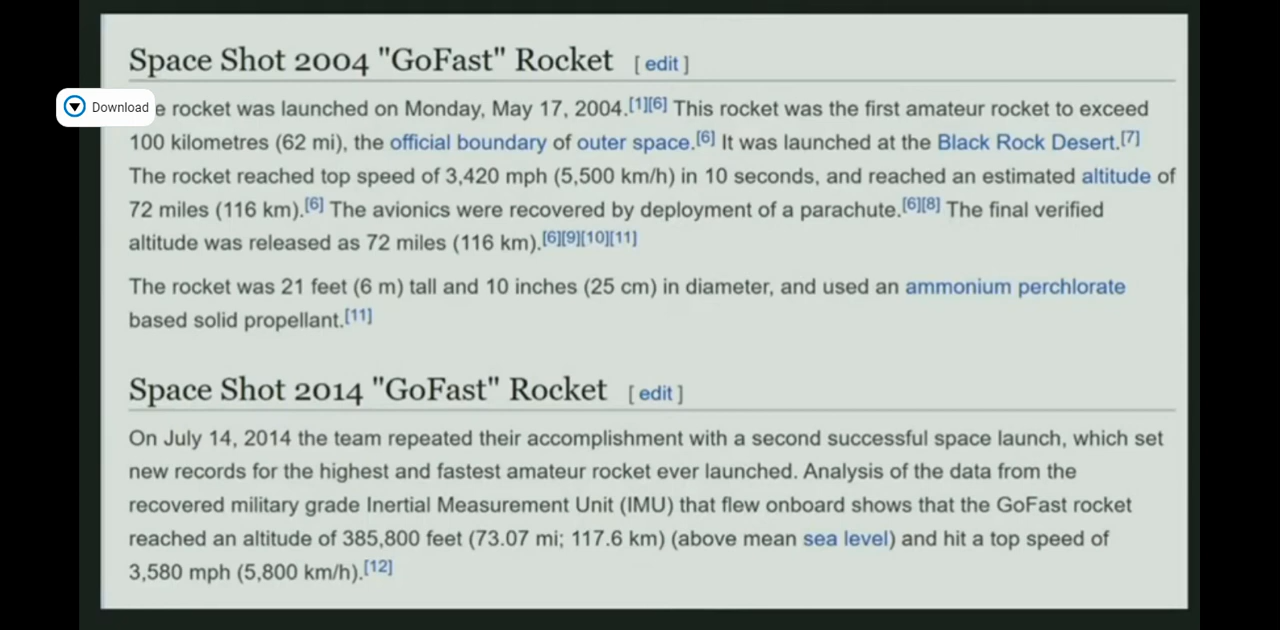 Space Shot 2004 "GoFast" Rocket [ edit ]
Download
e rocket was launched on Monday, May 17, 2004.[1][6] This rocket was the first amateur rocket to exceed
100 kilometres (62 mi), the official boundary of outer space.[6] It was launched at the Black Rock Desert.[7]
The rocket reached top speed of 3,420 mph (5,500 km/h) in 10 seconds, and reached an estimated altitude of
72 miles (116 km).[6] The avionics were recovered by deployment of a parachute.[6][8] The final verified
altitude was released as 72 miles (116 km).[6][9][10][11]
The rocket was 21 feet (6 m) tall and 10 inches (25 cm) in diameter, and used an ammonium perchlorate
based solid propellant.[11]
Space Shot 2014 "GoFast" Rocket [ edit ]
On July 14, 2014 the team repeated their accomplishment with a second successful space launch, which set
new records for the highest and fastest amateur rocket ever launched. Analysis of the data from the
recovered military grade Inertial Measurement Unit (IMU) that flew onboard shows that the GoFast rocket
reached an altitude of 385,800 feet (73.07 mi; 117.6 km) (above mean sea level) and hit a top speed of
3,580 mph (5,800 km/h).[12]